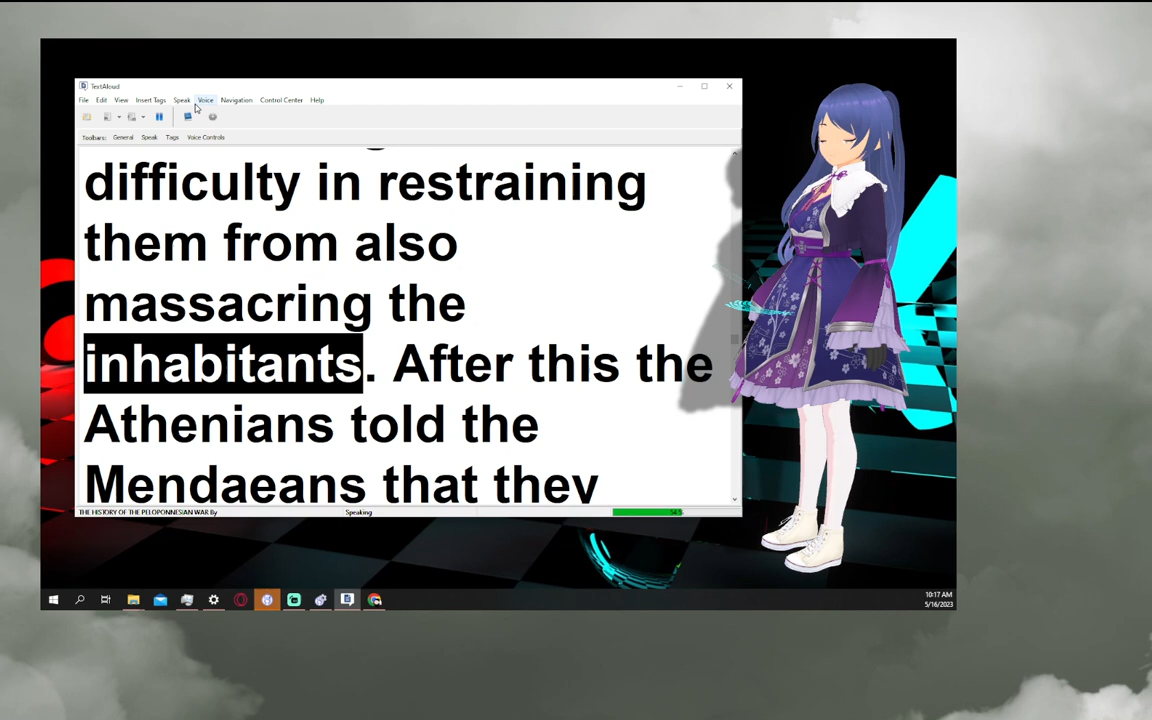 TextAloud
File Edit View Insert Tags Speak Voice Navigation Control Center Help
Toolbars: General Speak Tags Voice Controls
difficulty in restraining
them from also
massacring the
inhabitants. After this the
Athenians told the
Mendaeans that they
THE HISTORY OF THE PELOPONNESIAN WAR By Speaking
10:17 AM
5/16/2023